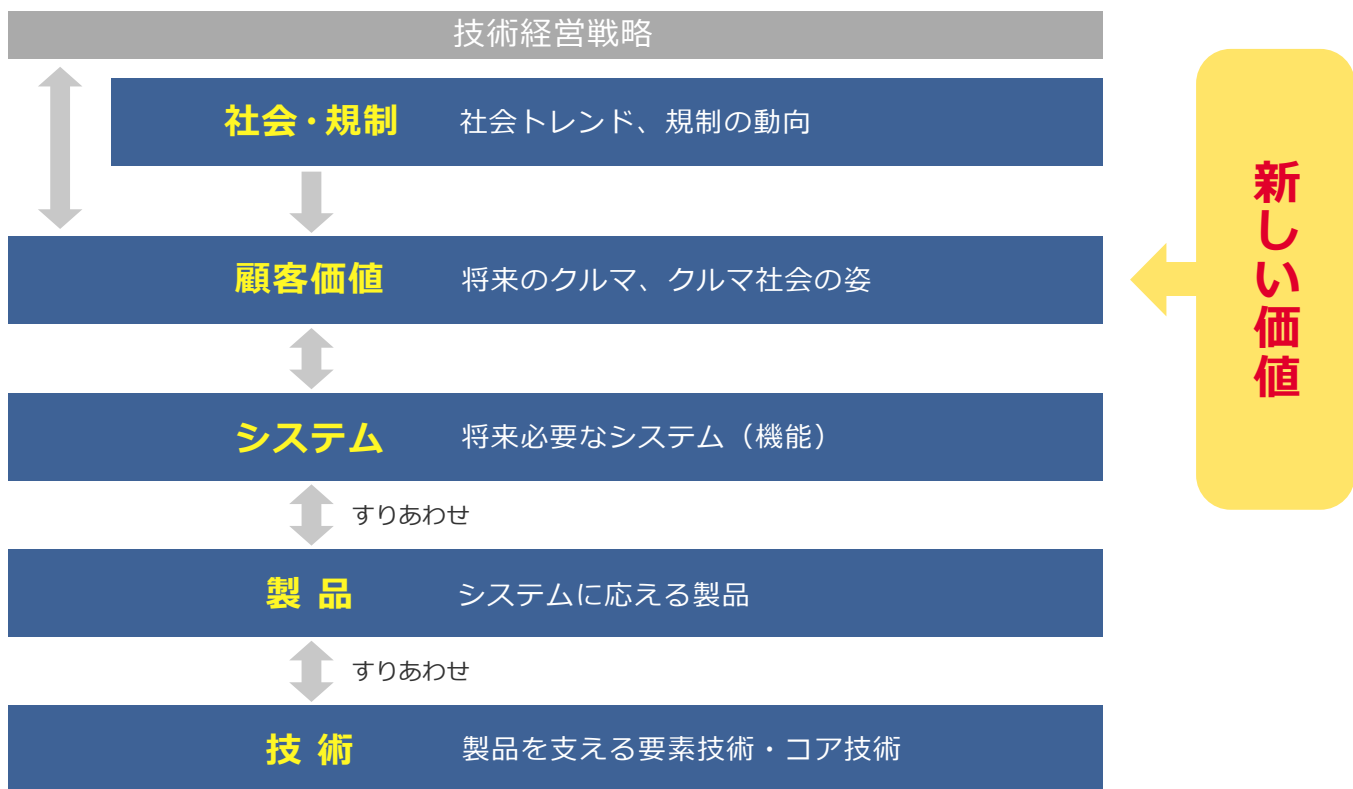 技術経営戦略
社会・規制 社会トレンド、規制の動向
顧客価値 将来のクルマ、クルマ社会の姿
システム 将来必要なシステム（機能）
すりあわせ
製 品 システムに応える製品
すりあわせ
技 術 製品を支える要素技術・コア技術
新しい価値